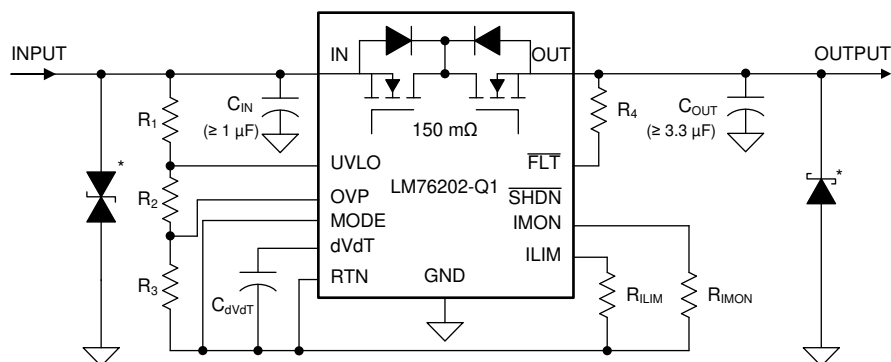 INPUT
IN
OUT
OUTPUT
R1
CIN
(≥ 1 µF)
150 mΩ
R4
COUT
(≥ 3.3 µF)
UVLO
FLT
*
*
R2
OVP
LM76202-Q1
SHDN
MODE
IMON
dVdT
ILIM
R3
RTN
GND
CdVdT
RILIM
RIMON